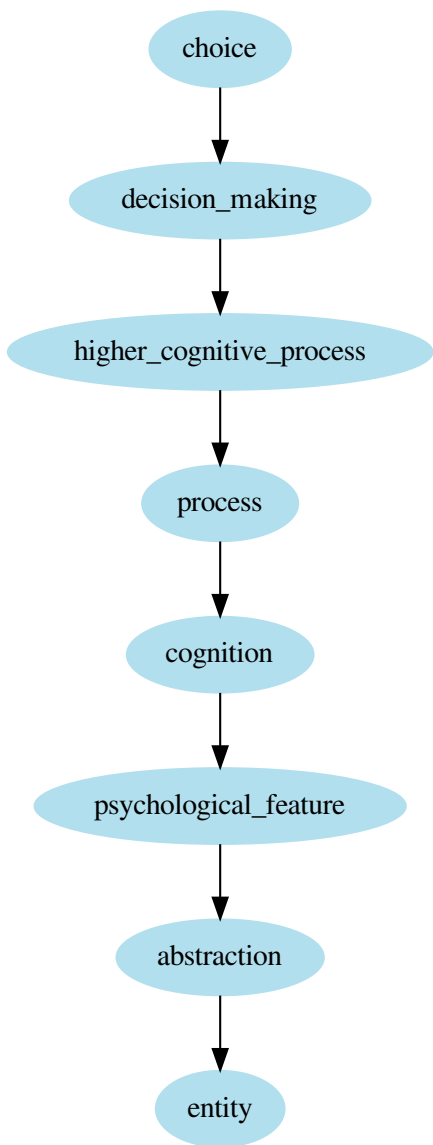 choice
decision_making
higher_cognitive_process
process
cognition
psychological_feature
abstraction
entity